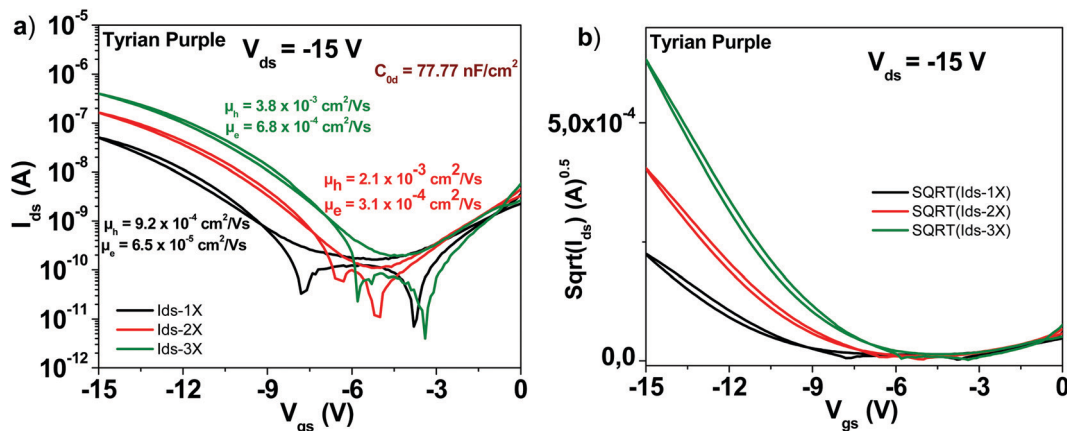 a)
Tyrian Purple
V_ds = -15 V
C_0d = 77.77 nF/cm²
μ_h = 3.8 x 10⁻³ cm²/Vs
μ_e = 6.8 x 10⁻⁴ cm²/Vs
μ_h = 2.1 x 10⁻³ cm²/Vs
μ_e = 3.1 x 10⁻⁴ cm²/Vs
μ_h = 9.2 x 10⁻⁴ cm²/Vs
μ_e = 6.5 x 10⁻⁵ cm²/Vs
Ids-1X
Ids-2X
Ids-3X
10⁻⁵
10⁻⁶
10⁻⁷
10⁻⁸
10⁻⁹
10⁻¹⁰
10⁻¹¹
10⁻¹²
I_ds (A)
-15 -12 -9 -6 -3 0
V_gs (V)
b)
Tyrian Purple
V_ds = -15 V
SQRT(Ids-1X)
SQRT(Ids-2X)
SQRT(Ids-3X)
5,0x10⁻⁴
0,0
Sqrt(I_ds) (A)^0.5
-15 -12 -9 -6 -3 0
V_gs (V)